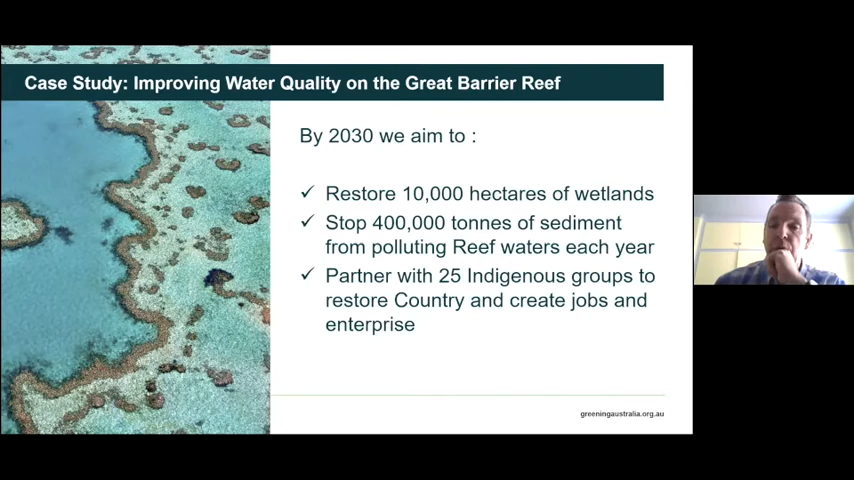 Case Study: Improving Water Quality on the Great Barrier Reef
By 2030 we aim to :
✓ Restore 10,000 hectares of wetlands
✓ Stop 400,000 tonnes of sediment
from polluting Reef waters each year
✓ Partner with 25 Indigenous groups to
restore Country and create jobs and
enterprise
greeningaustralia.org.au